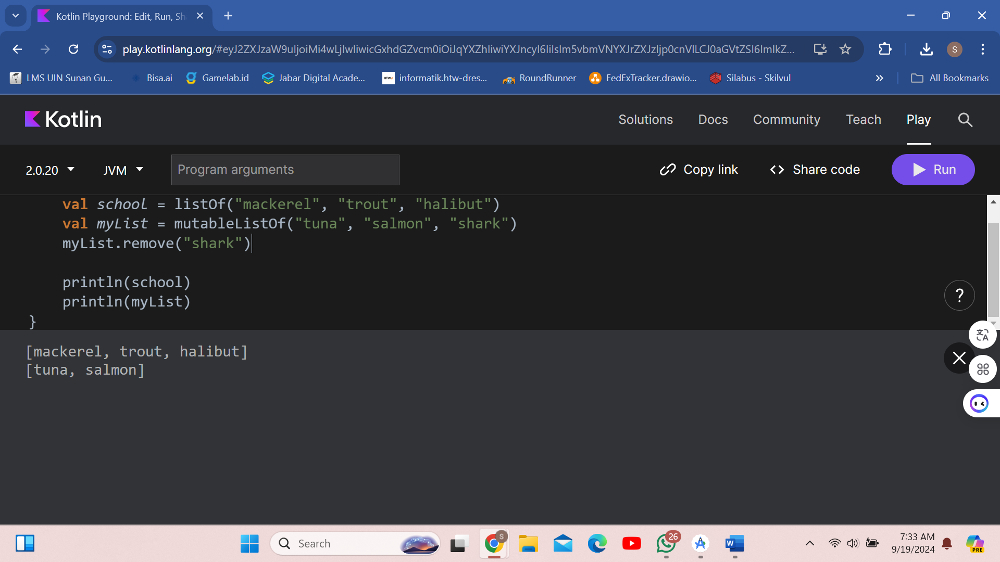 Kotlin Playground: Edit, Run, Sh
play.kotlinlang.org/#eyJ2ZXJzaW9uIjoiMi4wLjIwIiwicGxhdGZvcm0iOiJqYXZhIiwiYXJncyI6IiIsIm5vbmVNYXJrZXJzIjp0cnVlLCJ0aGVtZSI6ImlkZ...
S
LMS UIN Sunan Gu...
Bisa.ai
Gamelab.id
Jabar Digital Acade...
HTW
informatik.htw-dres...
RoundRunner
FedExTracker.drawio...
Silabus - Skilvul
All Bookmarks
Kotlin
Solutions
Docs
Community
Teach
Play
2.0.20
JVM
Program arguments
Copy link
Share code
Run
val school = listOf("mackerel", "trout", "halibut")
val myList = mutableListOf("tuna", "salmon", "shark")
myList.remove("shark")
println(school)
println(myList)
}
?
[mackerel, trout, halibut]
[tuna, salmon]
Search
S
26
W
7:33 AM
9/19/2024
PRE